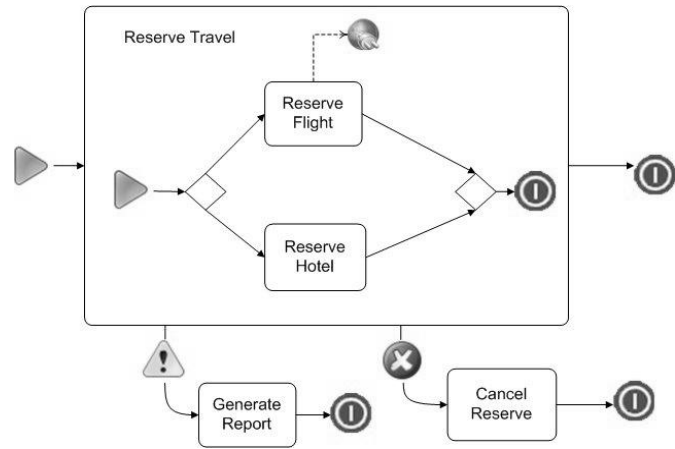 Reserve Travel
Reserve
Flight
Reserve
Hotel
Generate
Report
Cancel
Reserve